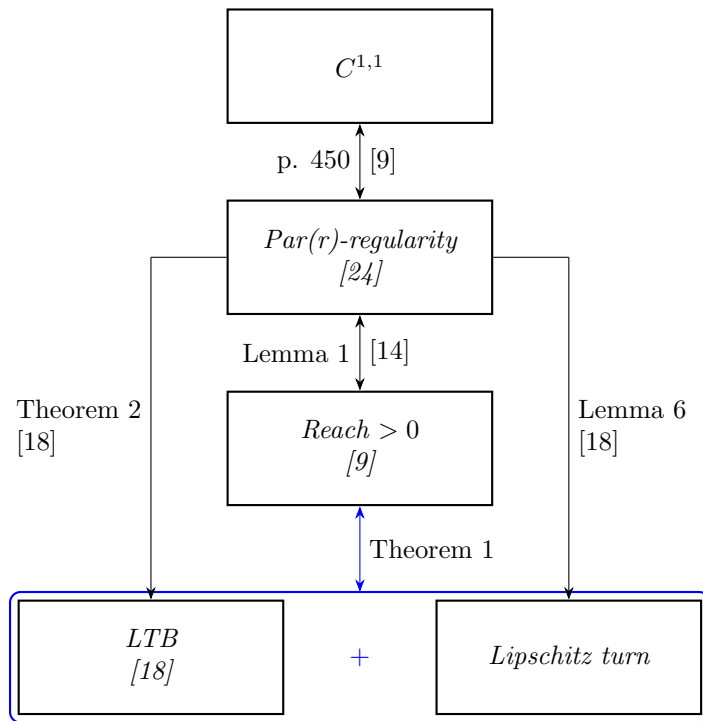 C^{1,1}
p. 450 [9]
Par(r)-regularity
[24]
Lemma 1 [14]
Theorem 2
[18]
Lemma 6
[18]
Reach > 0
[9]
Theorem 1
LTB
[18]
+
Lipschitz turn